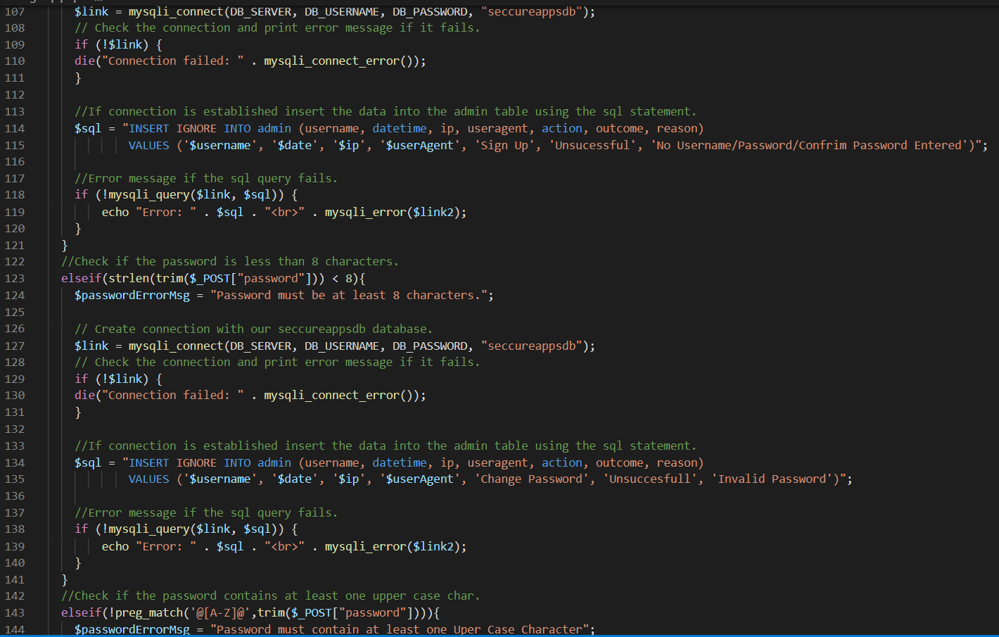 107 $link = mysqli_connect(DB_SERVER, DB_USERNAME, DB_PASSWORD, "seccureappsdb");
108 // Check the connection and print error message if it fails.
109 if (!$link) {
110 die("Connection failed: " . mysqli_connect_error());
111 }
112
113 //If connection is established insert the data into the admin table using the sql statement.
114 $sql = "INSERT IGNORE INTO admin (username, datetime, ip, useragent, action, outcome, reason)
115 VALUES ('$username', '$date', '$ip', '$userAgent', 'Sign Up', 'Unsucessful', 'No Username/Password/Confrim Password Entered')";
116
117 //Error message if the sql query fails.
118 if (!mysqli_query($link, $sql)) {
119 echo "Error: " . $sql . "<br>" . mysqli_error($link2);
120 }
121 }
122 //Check if the password is less than 8 characters.
123 elseif(strlen(trim($_POST["password"])) < 8){
124 $passwordErrorMsg = "Password must be at least 8 characters.";
125
126 // Create connection with our seccureappsdb database.
127 $link = mysqli_connect(DB_SERVER, DB_USERNAME, DB_PASSWORD, "seccureappsdb");
128 // Check the connection and print error message if it fails.
129 if (!$link) {
130 die("Connection failed: " . mysqli_connect_error());
131 }
132
133 //If connection is established insert the data into the admin table using the sql statement.
134 $sql = "INSERT IGNORE INTO admin (username, datetime, ip, useragent, action, outcome, reason)
135 VALUES ('$username', '$date', '$ip', '$userAgent', 'Change Password', 'Unsuccesfull', 'Invalid Password')";
136
137 //Error message if the sql query fails.
138 if (!mysqli_query($link, $sql)) {
139 echo "Error: " . $sql . "<br>" . mysqli_error($link2);
140 }
141 }
142 //Check if the password contains at least one upper case char.
143 elseif(!preg_match('@[A-Z]@',trim($_POST["password"]))){
144 $passwordErrorMsg = "Password must contain at least one Uper Case Character";